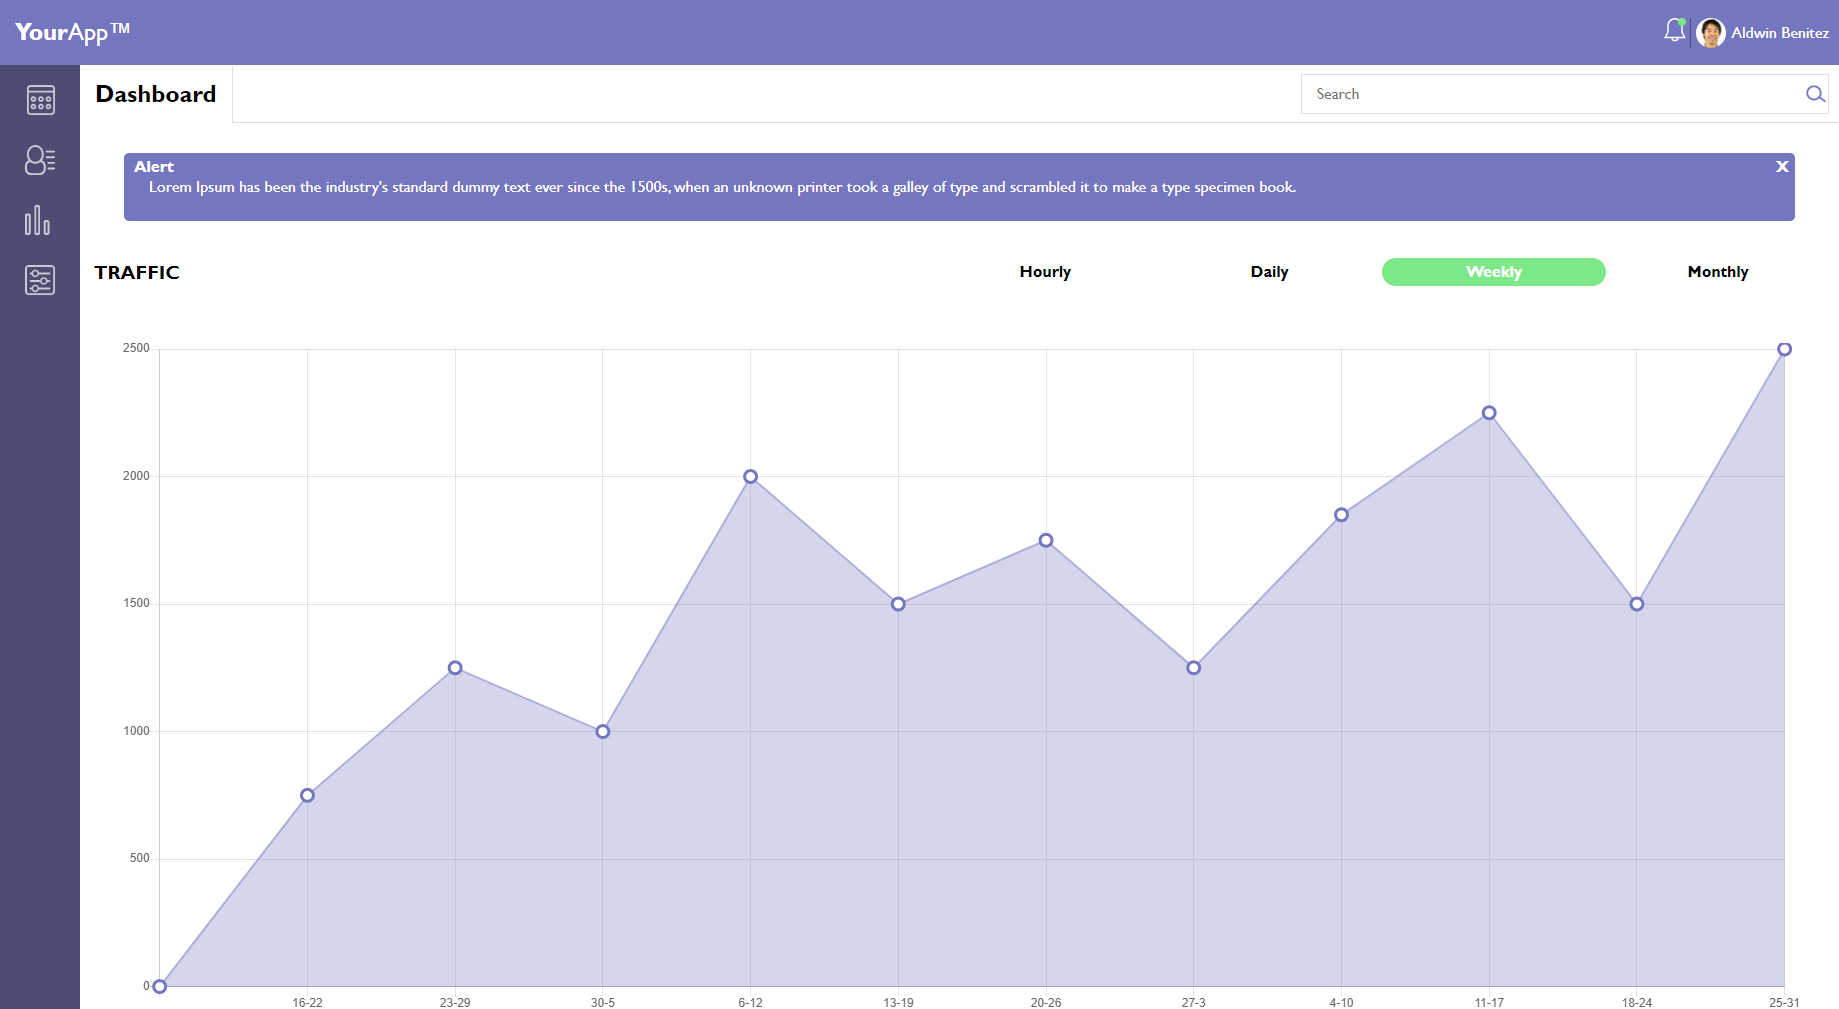 YourApp™
Aldwin Benitez
Dashboard
Search
Alert
X
Lorem Ipsum has been the industry's standard dummy text ever since the 1500s, when an unknown printer took a galley of type and scrambled it to make a type specimen book.
TRAFFIC
Hourly Daily Weekly Monthly
2500
2000
1500
1000
500
0
16-22 23-29 30-5 6-12 13-19 20-26 27-3 4-10 11-17 18-24 25-31